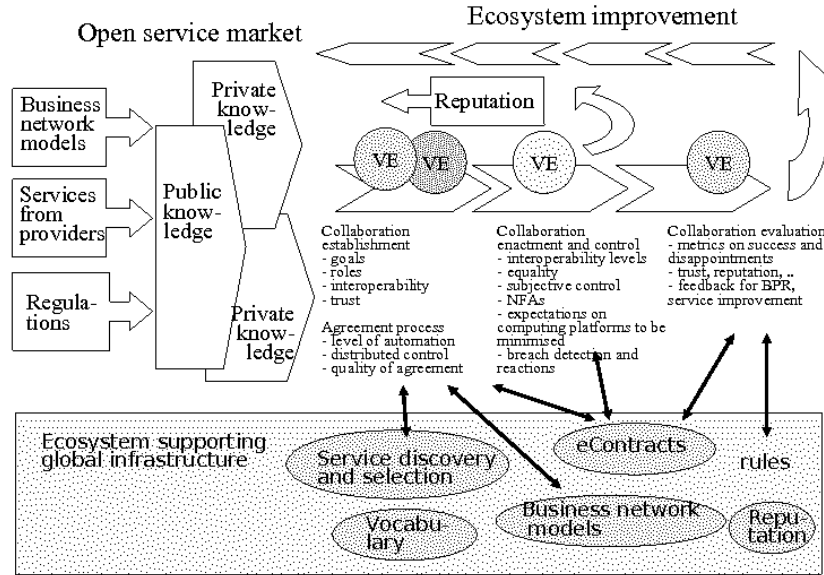 Ecosystem improvement
Open service market
Business
network
models
Services
from
providers
Regula-
tions
Public
know-
ledge
Private
know-
ledge
Private
know-
ledge
Reputation
VE
VE
VE
VE
Collaboration
establishment
- goals
- roles
- interoperability
- trust
Agreement process
- level of automation
- distributed control
- quality of agreement
Collaboration
enactment and control
- interoperability levels
- equality
- subjective control
- NFAs
- expectations on
computing platforms to be
minimised
- breach detection and
reactions
Collaboration evaluation
- metrics on success and
disappointments
- trust, reputation, ..
- feedback for BPR,
service improvement
Ecosystem supporting
global infrastructure
Service discovery
and selection
eContracts
rules
Vocabu-
lary
Business network
models
Repu-
tation